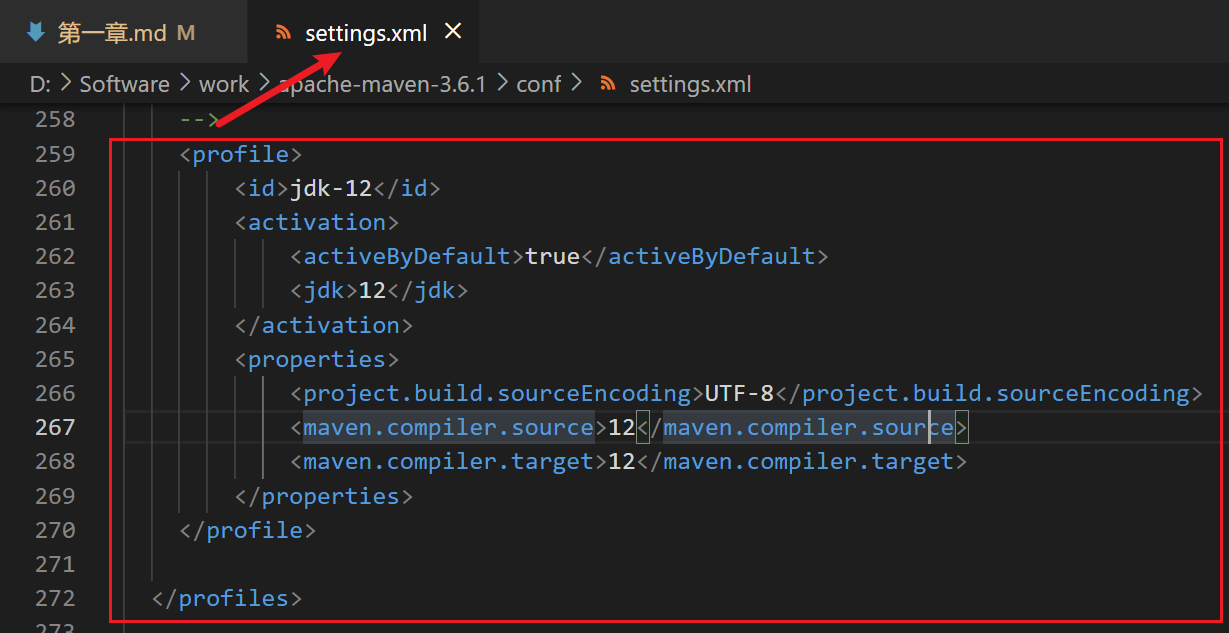 第一章.md M settings.xml ×
D: > Software > work > apache-maven-3.6.1 > conf > settings.xml
258 -->
259 <profile>
260 <id>jdk-12</id>
261 <activation>
262 <activeByDefault>true</activeByDefault>
263 <jdk>12</jdk>
264 </activation>
265 <properties>
266 <project.build.sourceEncoding>UTF-8</project.build.sourceEncoding>
267 <maven.compiler.source>12</maven.compiler.source>
268 <maven.compiler.target>12</maven.compiler.target>
269 </properties>
270 </profile>
271
272 </profiles>
273